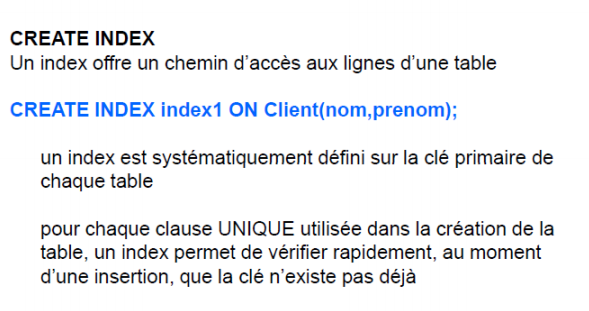 CREATE INDEX
Un index offre un chemin d'accès aux lignes d'une table
CREATE INDEX index1 ON Client(nom,prenom);
un index est systématiquement défini sur la clé primaire de
chaque table
pour chaque clause UNIQUE utilisée dans la création de la
table, un index permet de vérifier rapidement, au moment
d'une insertion, que la clé n'existe pas déjà